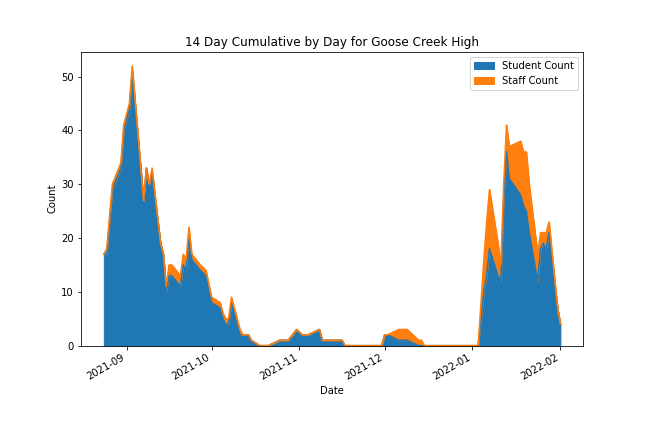 14 Day Cumulative by Day for Goose Creek High
Student Count
Staff Count
Count
50
40
30
20
10
0
2021-09
2021-10
2021-11
2021-12
2022-01
2022-02
Date